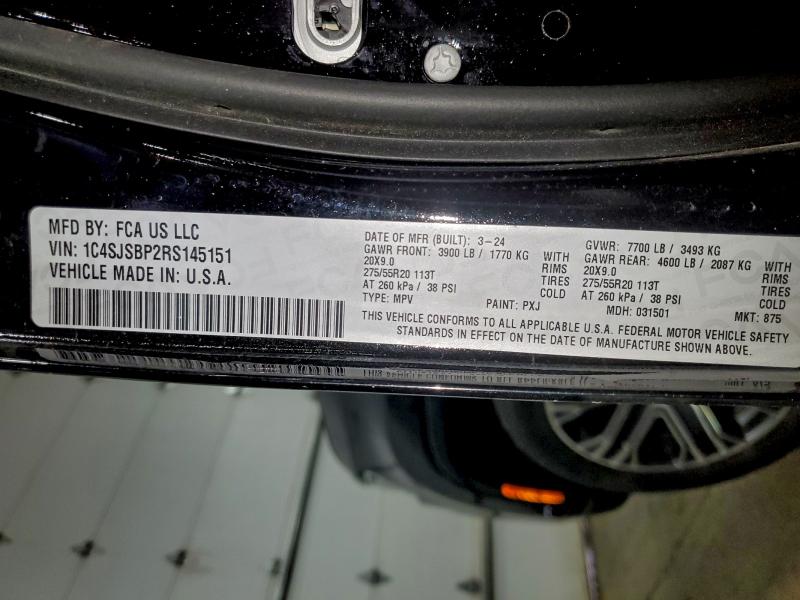 MFD BY: FCA US LLC
VIN: 1C4SJSBP2RS145151
VEHICLE MADE IN: U.S.A.
DATE OF MFR (BUILT): 3-24
GAWR FRONT: 3900 LB / 1770 KG WITH
20X9.0 RIMS
275/55R20 113T TIRES
AT 260 kPa / 38 PSI COLD
TYPE: MPV PAINT: PXJ
GVWR: 7700 LB / 3493 KG
GAWR REAR: 4600 LB / 2087 KG WITH
20X9.0 RIMS
275/55R20 113T TIRES
AT 260 kPa / 38 PSI COLD
MDH: 031501 MKT: 875
THIS VEHICLE CONFORMS TO ALL APPLICABLE U.S.A. FEDERAL MOTOR VEHICLE SAFETY
STANDARDS IN EFFECT ON THE DATE OF MANUFACTURE SHOWN ABOVE.